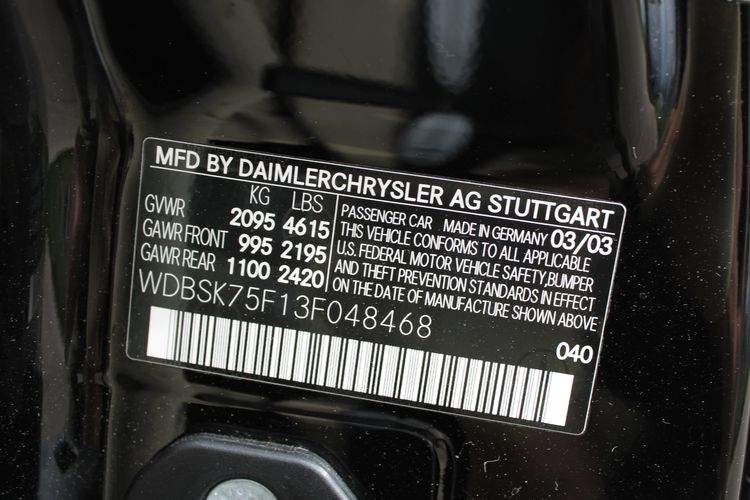 MFD BY DAIMLERCHRYSLER AG STUTTGART
KG LBS
GVWR 2095 4615
GAWR FRONT 995 2195
GAWR REAR 1100 2420
PASSENGER CAR MADE IN GERMANY 03/03
THIS VEHICLE CONFORMS TO ALL APPLICABLE
U.S. FEDERAL MOTOR VEHICLE SAFETY,BUMPER
AND THEFT PREVENTION STANDARDS IN EFFECT
ON THE DATE OF MANUFACTURE SHOWN ABOVE
WDBSK75F13F048468
040